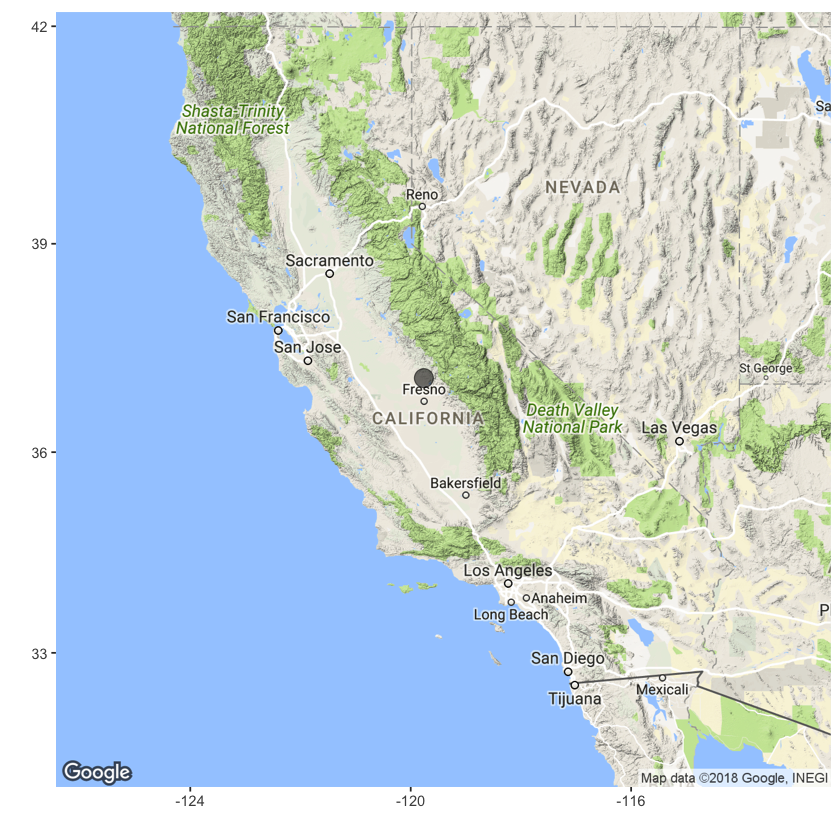 42
39
36
33
Shasta-Trinity
National Forest
Reno
NEVADA
Sacramento
San Francisco
San Jose
Fresno
CALIFORNIA
St George
Death Valley
National Park
Las Vegas
Bakersfield
Los Angeles
Anaheim
Long Beach
San Diego
Tijuana
Mexicali
Sa
P
Google
Map data ©2018 Google, INEGI
-124
-120
-116